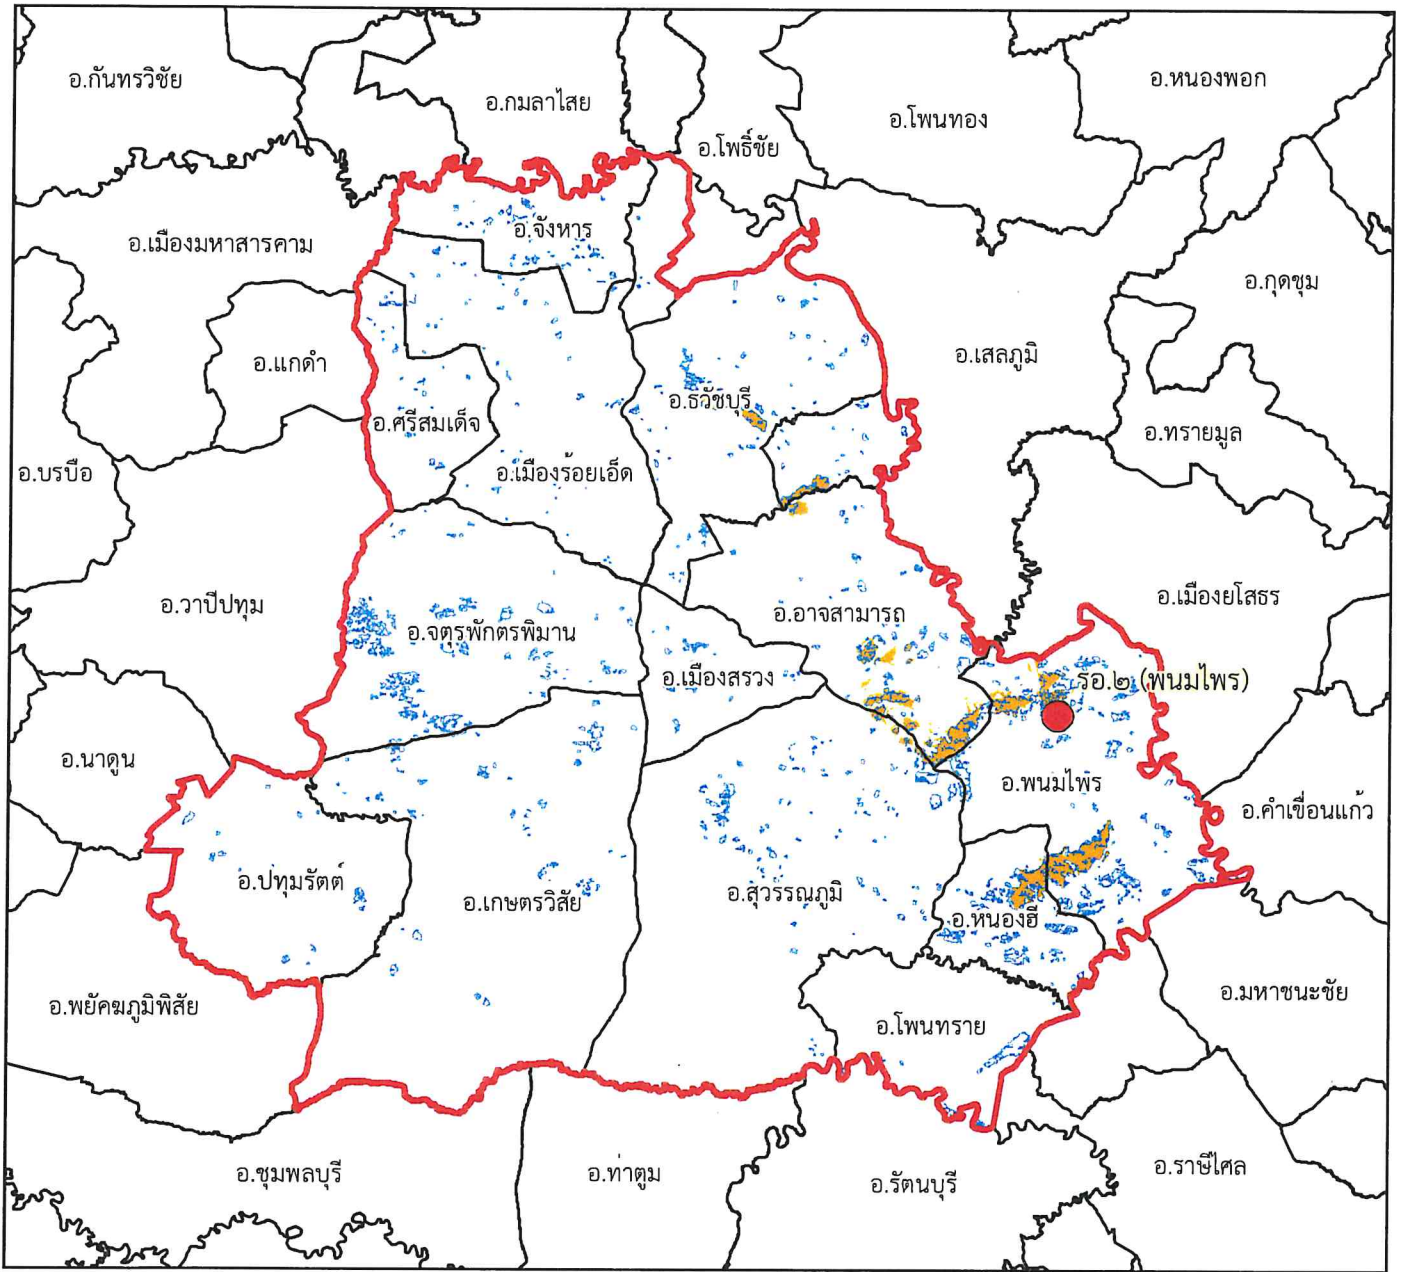 อ.กันทรวิชัย
อ.กมลาไสย
อ.หนองพอก
อ.โพนทอง
อ.โพธิ์ชัย
อ.จังหาร
อ.เมืองมหาสารคาม
อ.กุดชุม
อ.เสลภูมิ
อ.แกดำ
อ.ธวัชบุรี
อ.ศรีสมเด็จ
อ.ทรายมูล
อ.บรบือ
อ.เมืองร้อยเอ็ด
อ.วาปีปทุม
อ.เมืองยโสธร
อ.อาจสามารถ
อ.จตุรพักตรพิมาน
อ.เมืองสรวง
รอ.๒ (พนมไพร)
อ.นาดูน
อ.พนมไพร
อ.คำเขื่อนแก้ว
อ.ปทุมรัตต์
อ.เกษตรวิสัย
อ.สุวรรณภูมิ
อ.หนองฮี
อ.พยัคฆภูมิพิสัย
อ.มหาชนะชัย
อ.โพนทราย
อ.ชุมพลบุรี
อ.ท่าตูม
อ.รัตนบุรี
อ.ราษีไศล